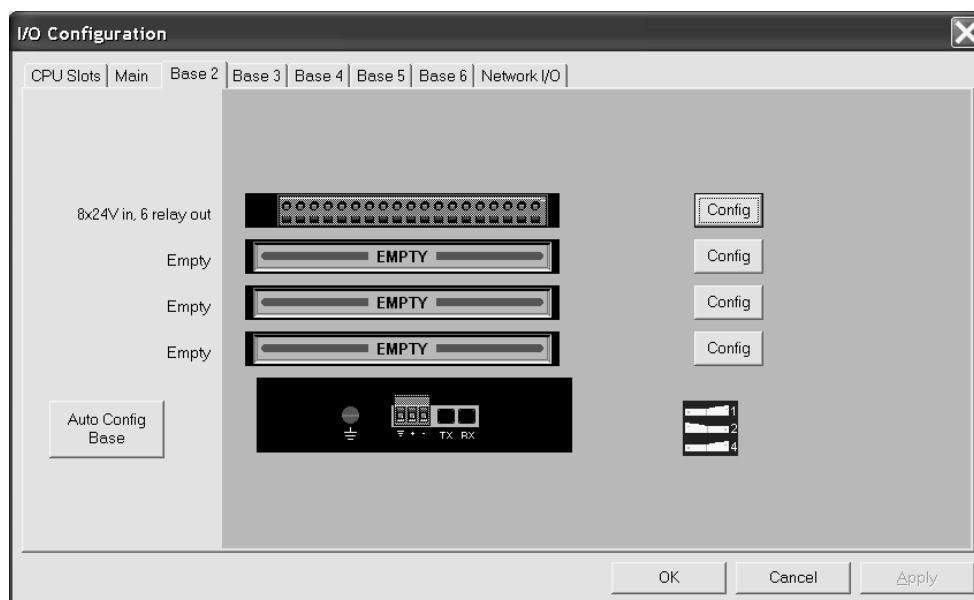 I/O Configuration
CPU Slots Main Base 2 Base 3 Base 4 Base 5 Base 6 Network I/O
8x24V in, 6 relay out Config
Empty EMPTY Config
Empty EMPTY Config
Empty EMPTY Config
Auto Config
Base
+ - TX RX
1
2
4
OK Cancel Apply